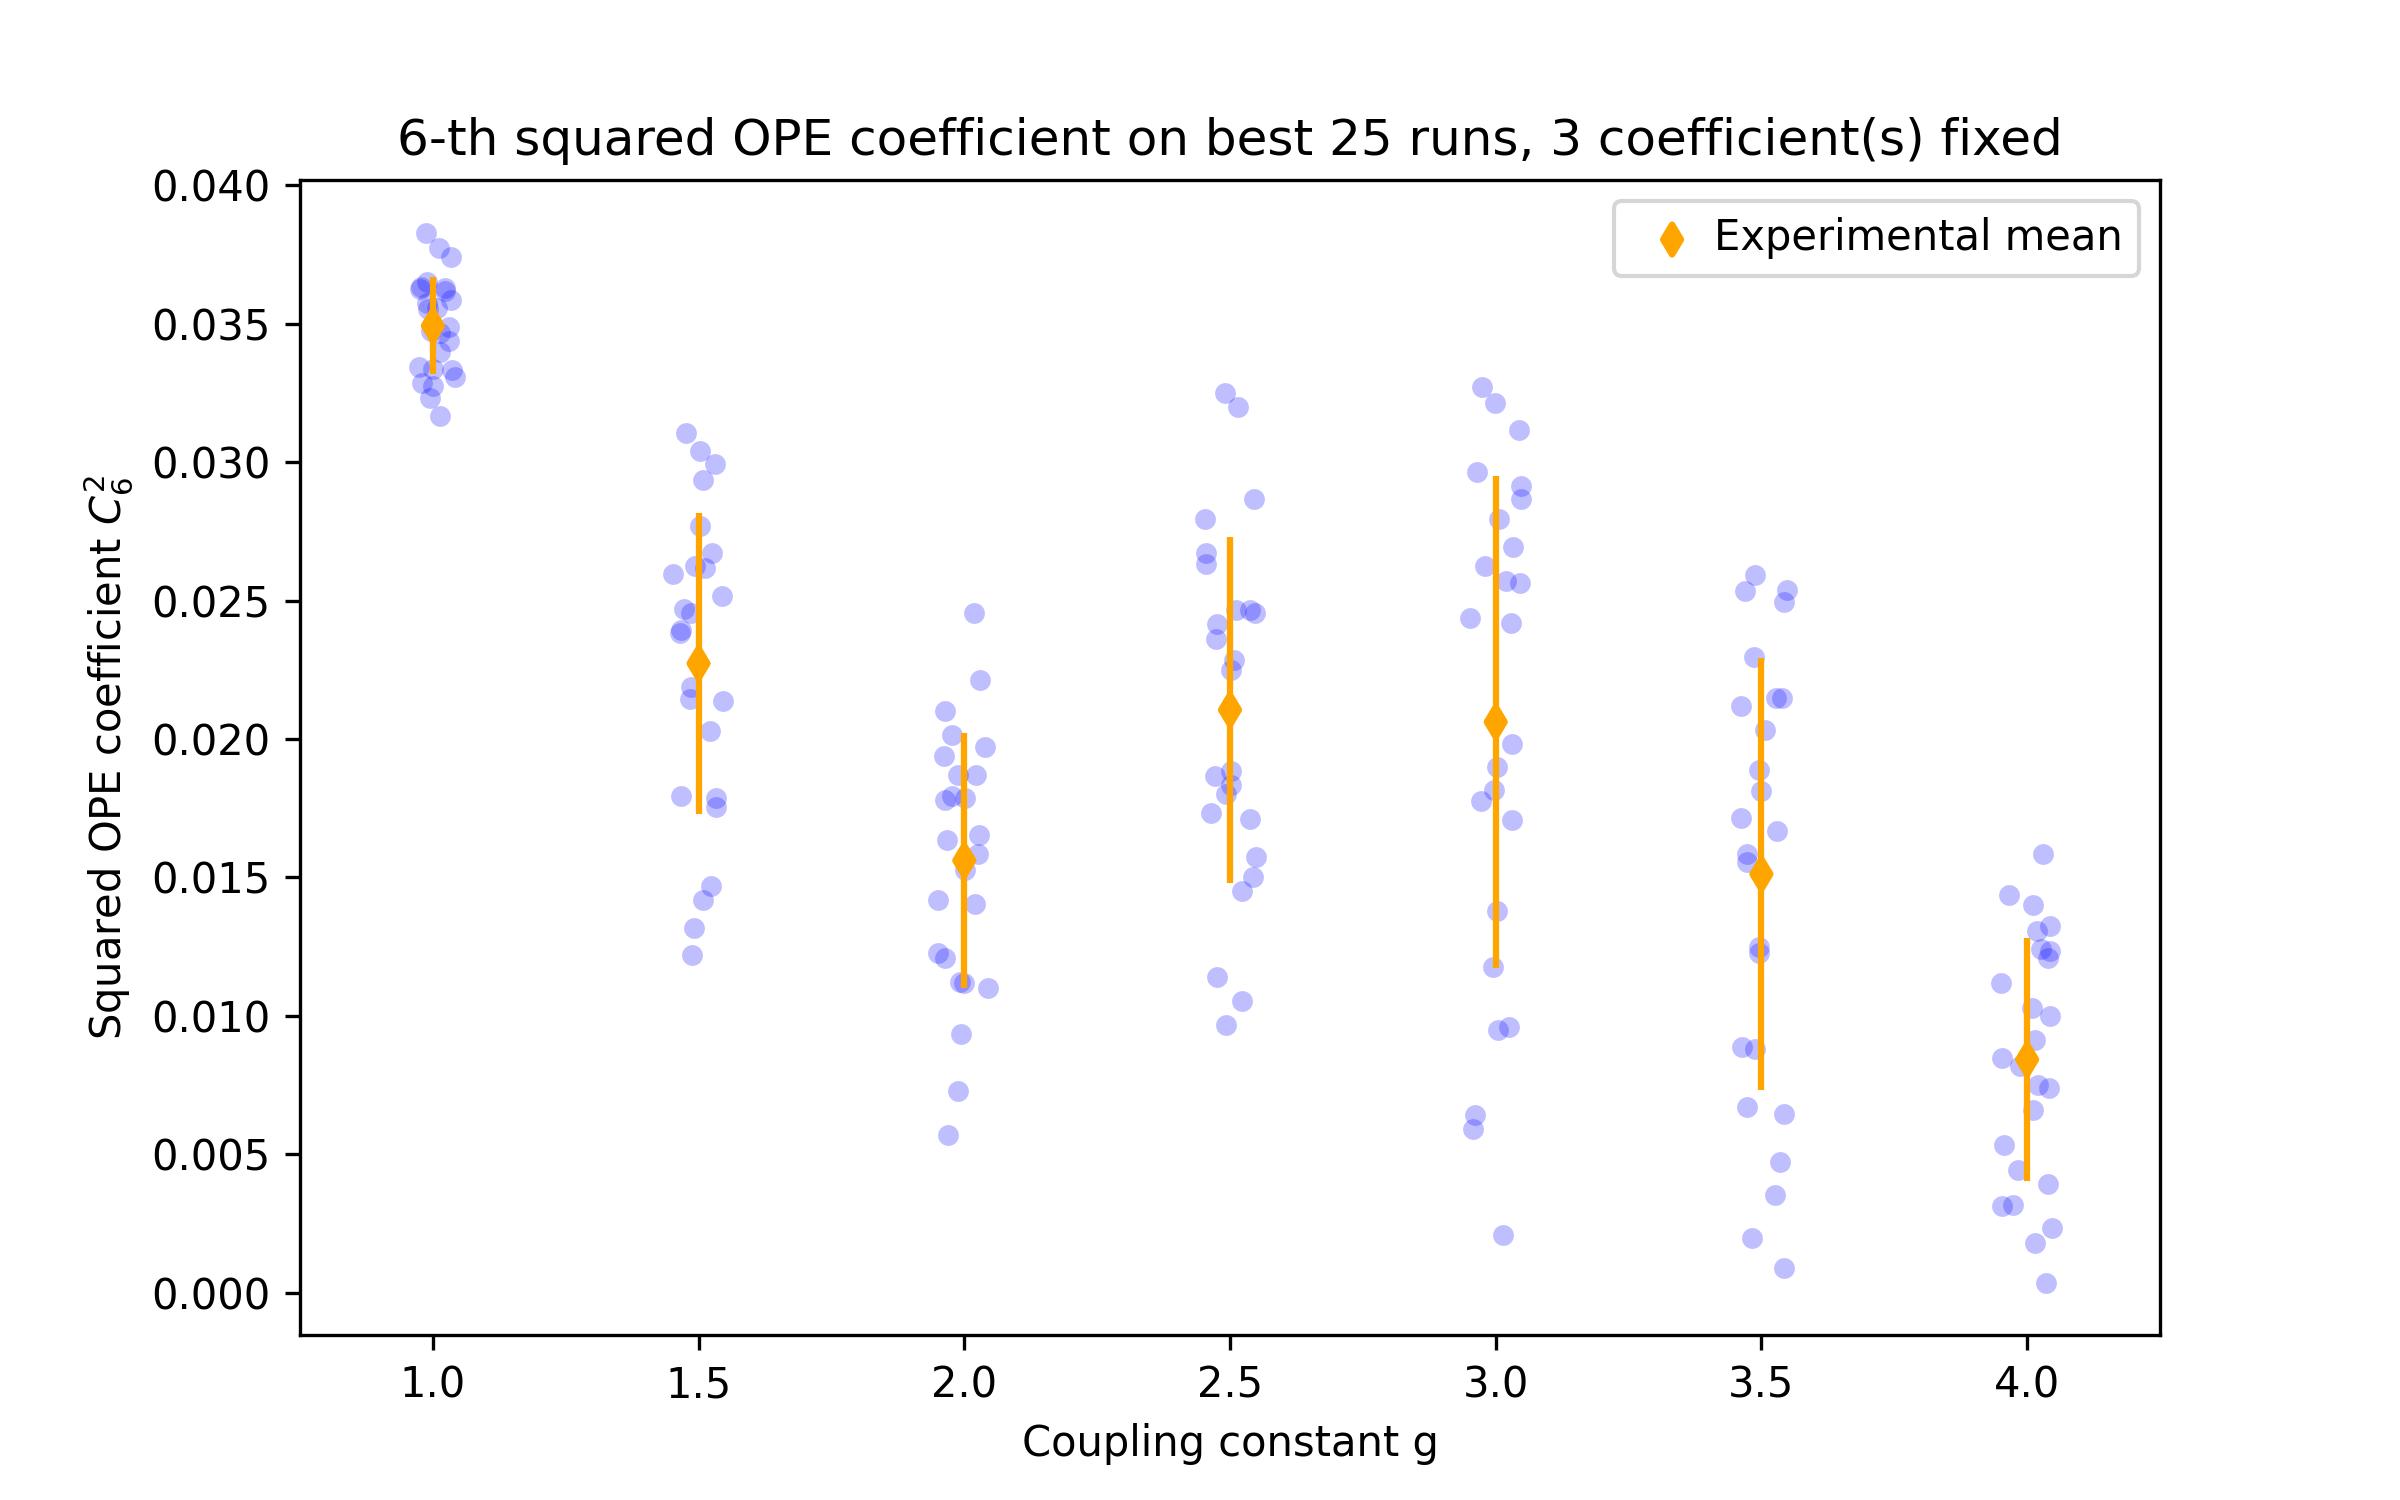 6-th squared OPE coefficient on best 25 runs, 3 coefficient(s) fixed
Experimental mean
Squared OPE coefficient $C_6^2$
0.040
0.035
0.030
0.025
0.020
0.015
0.010
0.005
0.000
1.0 1.5 2.0 2.5 3.0 3.5 4.0
Coupling constant g